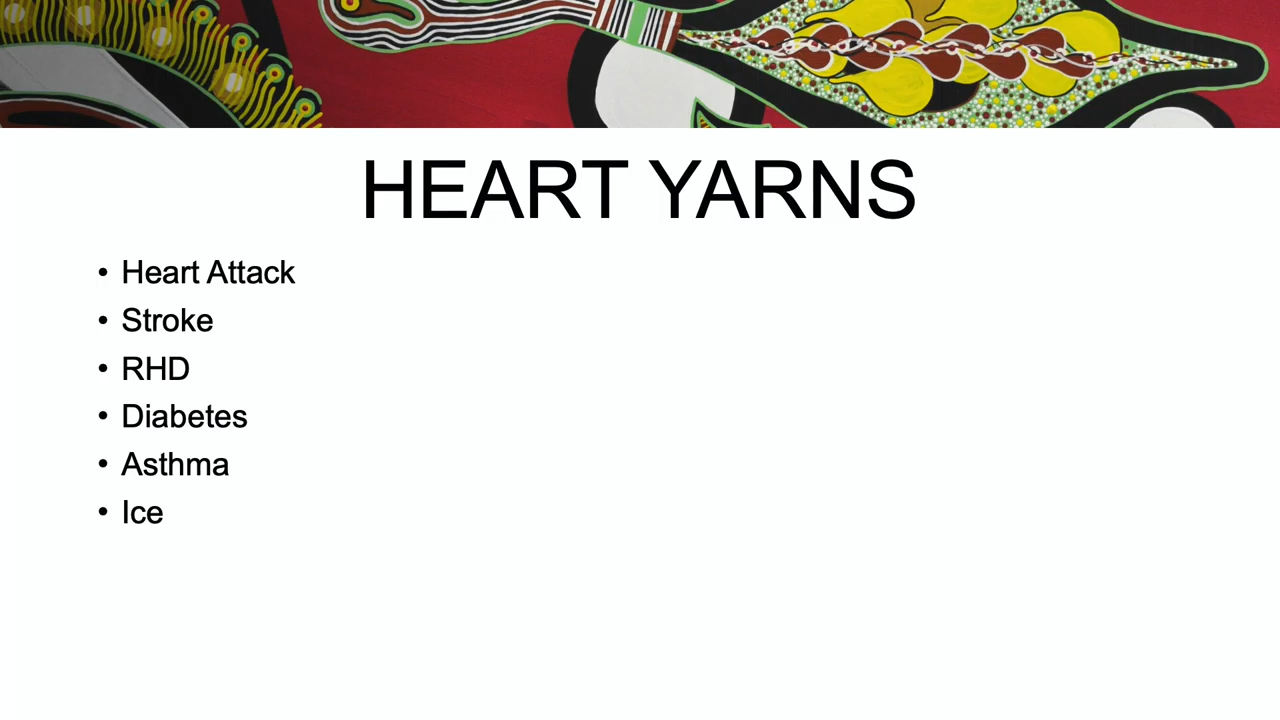 HEART YARNS
• Heart Attack
• Stroke
• RHD
• Diabetes
• Asthma
• Ice